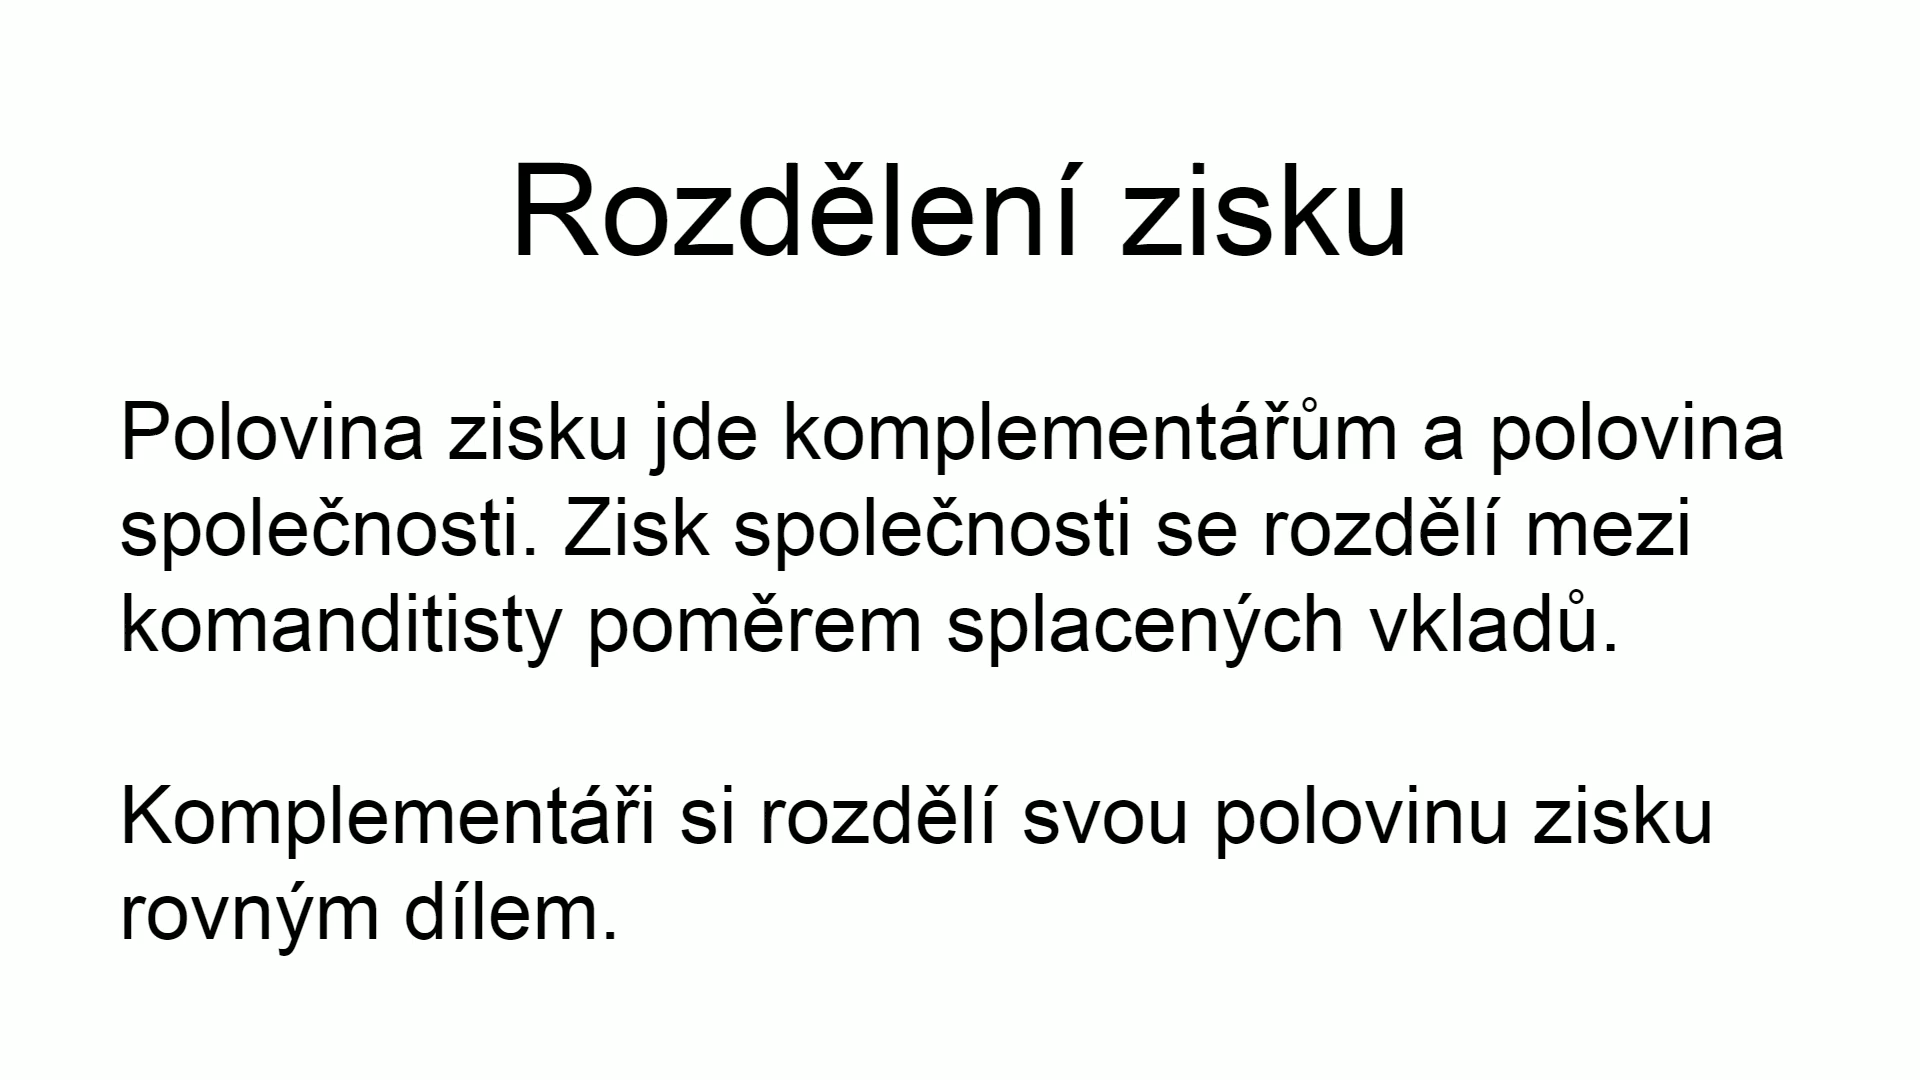 Rozdělení zisku
Polovina zisku jde komplementářům a polovina
společnosti. Zisk společnosti se rozdělí mezi
komanditisty poměrem splacených vkladů.
Komplementáři si rozdělí svou polovinu zisku
rovným dílem.